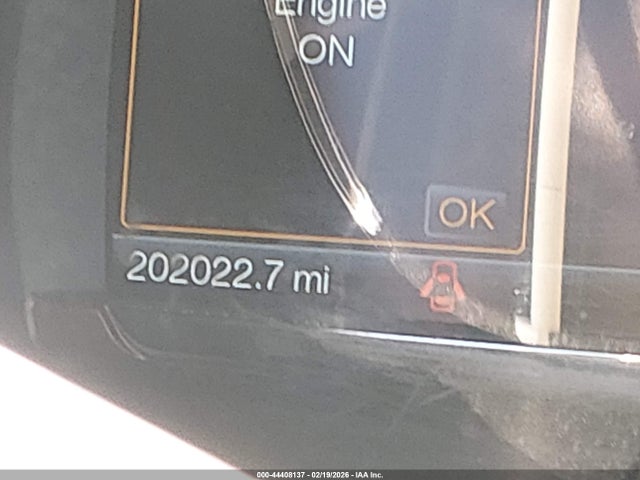 Engine
ON
OK
202022.7 mi
000-44408137 - 02/19/2026 - IAA Inc.